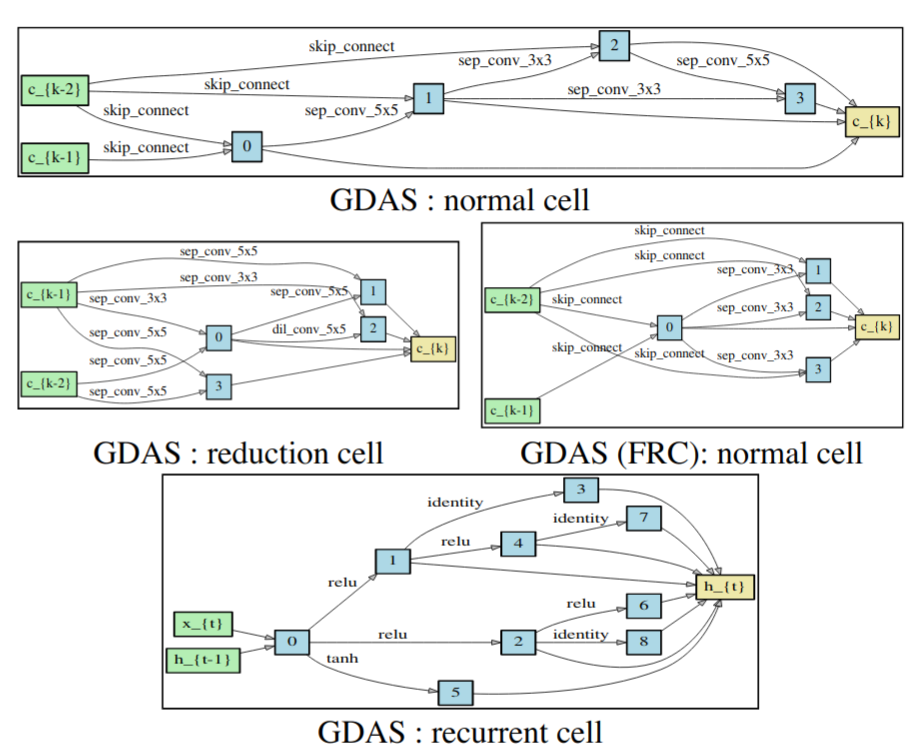 skip_connect
2
sep_conv_3x3
sep_conv_5x5
c_{k-2}
skip_connect
sep_conv_3x3
1
3
skip_connect
sep_conv_5x5
c_{k}
c_{k-1}
skip_connect
0
GDAS : normal cell
sep_conv_5x5
c_{k-1}
sep_conv_3x3
sep_conv_3x3
sep_conv_5x5
1
sep_conv_5x5
0
dil_conv_5x5
2
c_{k}
sep_conv_5x5
c_{k-2}
sep_conv_5x5
3
GDAS : reduction cell
skip_connect
skip_connect
sep_conv_3x3
1
c_{k-2}
skip_connect
sep_conv_3x3
2
0
c_{k}
skip_connect
skip_connect
sep_conv_3x3
3
c_{k-1}
GDAS (FRC): normal cell
identity
3
identity
7
relu
4
1
relu
h_{t}
x_{t}
relu
6
0
relu
2
identity
8
h_{t-1}
tanh
5
GDAS : recurrent cell